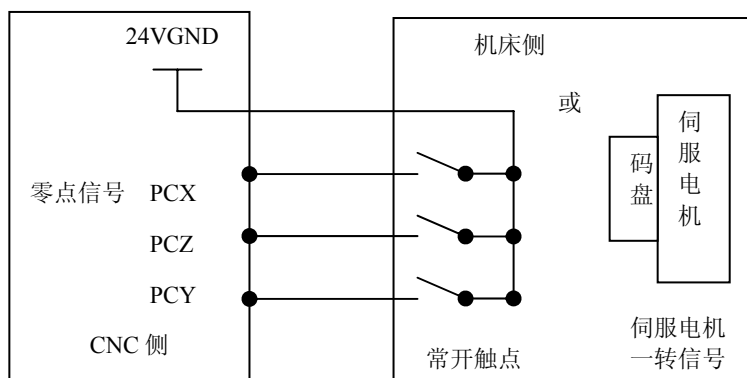 24VGND
机床侧
或
伺服电机
码盘
零点信号
PCX
PCZ
PCY
CNC 侧
常开触点
伺服电机
一转信号